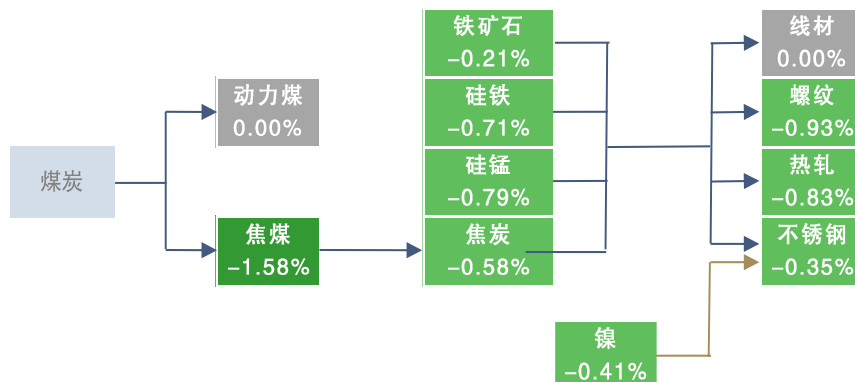 煤炭
动力煤
0.00%
焦煤
-1.58%
铁矿石
-0.21%
硅铁
-0.71%
硅锰
-0.79%
焦炭
-0.58%
镍
-0.41%
线材
0.00%
螺纹
-0.93%
热轧
-0.83%
不锈钢
-0.35%